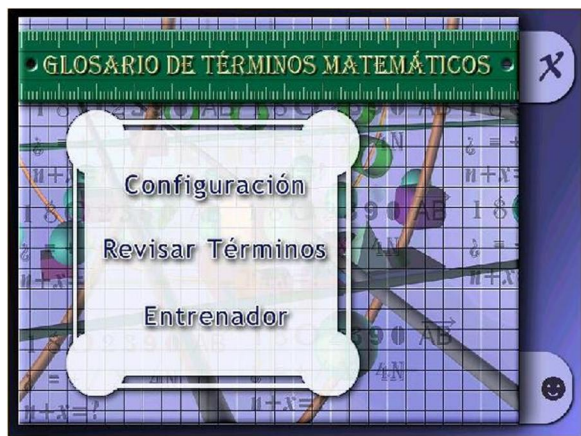 GLOSARIO DE TÉRMINOS MATEMÁTICOS
x
Configuración
Revisar Términos
Entrenador